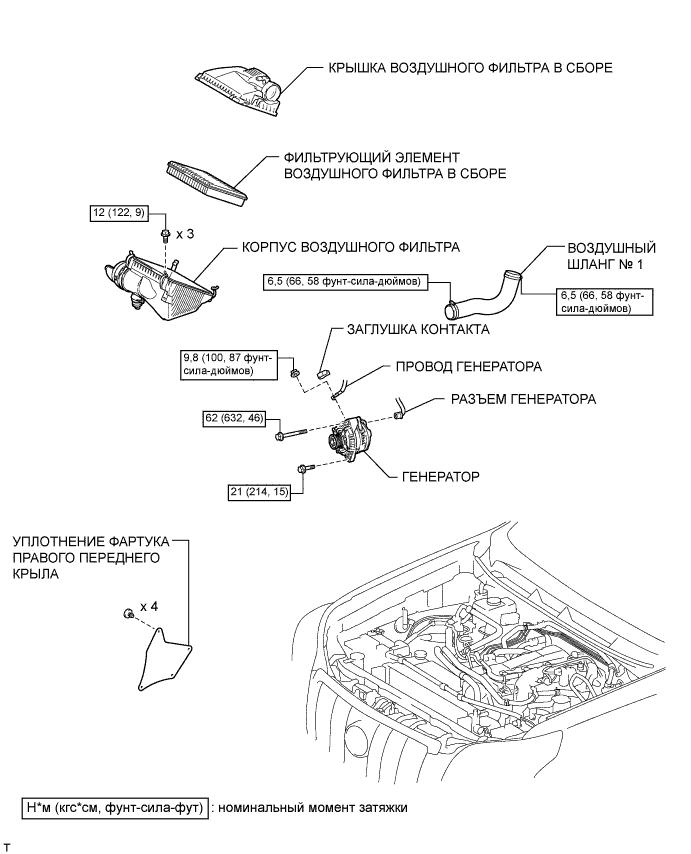 КРЫШКА ВОЗДУШНОГО ФИЛЬТРА В СБОРЕ
ФИЛЬТРУЮЩИЙ ЭЛЕМЕНТ
ВОЗДУШНОГО ФИЛЬТРА В СБОРЕ
12 (122, 9)
x 3
КОРПУС ВОЗДУШНОГО ФИЛЬТРА
ВОЗДУШНЫЙ
ШЛАНГ № 1
6,5 (66, 58 фунт-сила-дюймов)
6,5 (66, 58 фунт-
сила-дюймов)
ЗАГЛУШКА КОНТАКТА
9,8 (100, 87 фунт-
сила-дюймов)
ПРОВОД ГЕНЕРАТОРА
РАЗЪЕМ ГЕНЕРАТОРА
62 (632, 46)
ГЕНЕРАТОР
21 (214, 15)
УПЛОТНЕНИЕ ФАРТУКА
ПРАВОГО ПЕРЕДНЕГО
КРЫЛА
x 4
Н*м (кгс*см, фунт-сила-фут) : номинальный момент затяжки
T